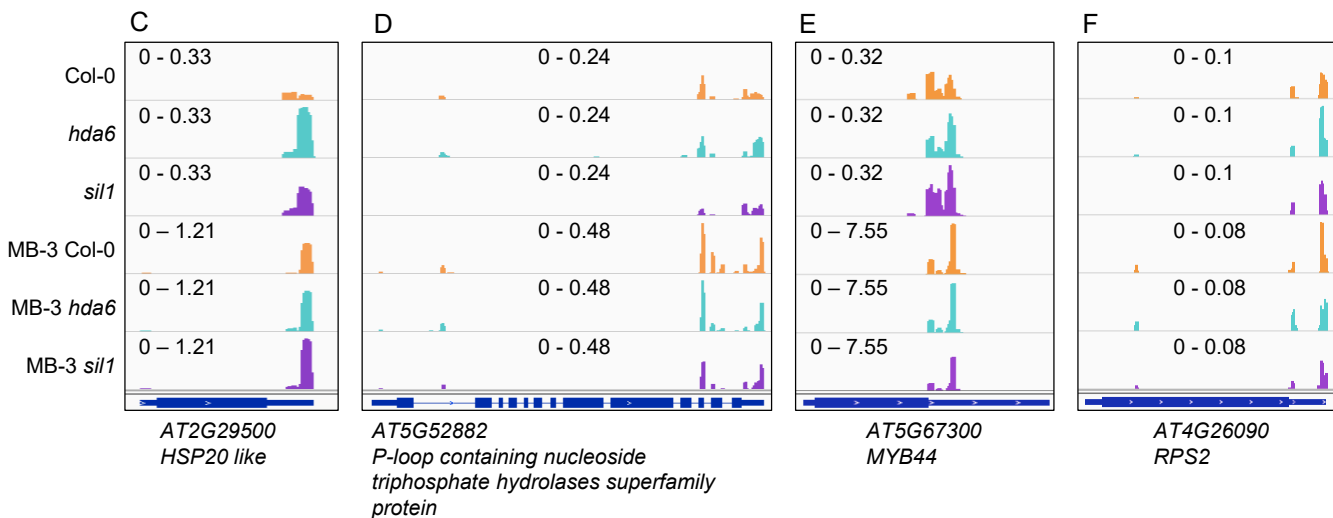 C D E F
Col-0 0 - 0.33 0 - 0.24 0 - 0.32 0 - 0.1
hda6 0 - 0.33 0 - 0.24 0 - 0.32 0 - 0.1
sil1 0 - 0.33 0 - 0.24 0 - 0.32 0 - 0.1
MB-3 Col-0 0 – 1.21 0 - 0.48 0 – 7.55 0 - 0.08
MB-3 hda6 0 – 1.21 0 - 0.48 0 – 7.55 0 - 0.08
MB-3 sil1 0 – 1.21 0 - 0.48 0 – 7.55 0 - 0.08
AT2G29500 AT5G52882 AT5G67300 AT4G26090
HSP20 like P-loop containing nucleoside MYB44 RPS2
triphosphate hydrolases superfamily
protein